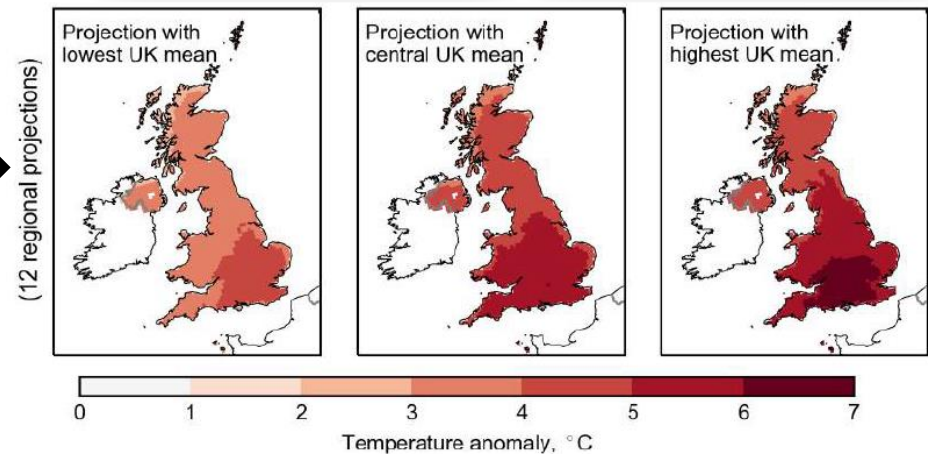 (12 regional projections)
Projection with
lowest UK mean
Projection with
central UK mean
Projection with
highest UK mean
0 1 2 3 4 5 6 7
Temperature anomaly, °C